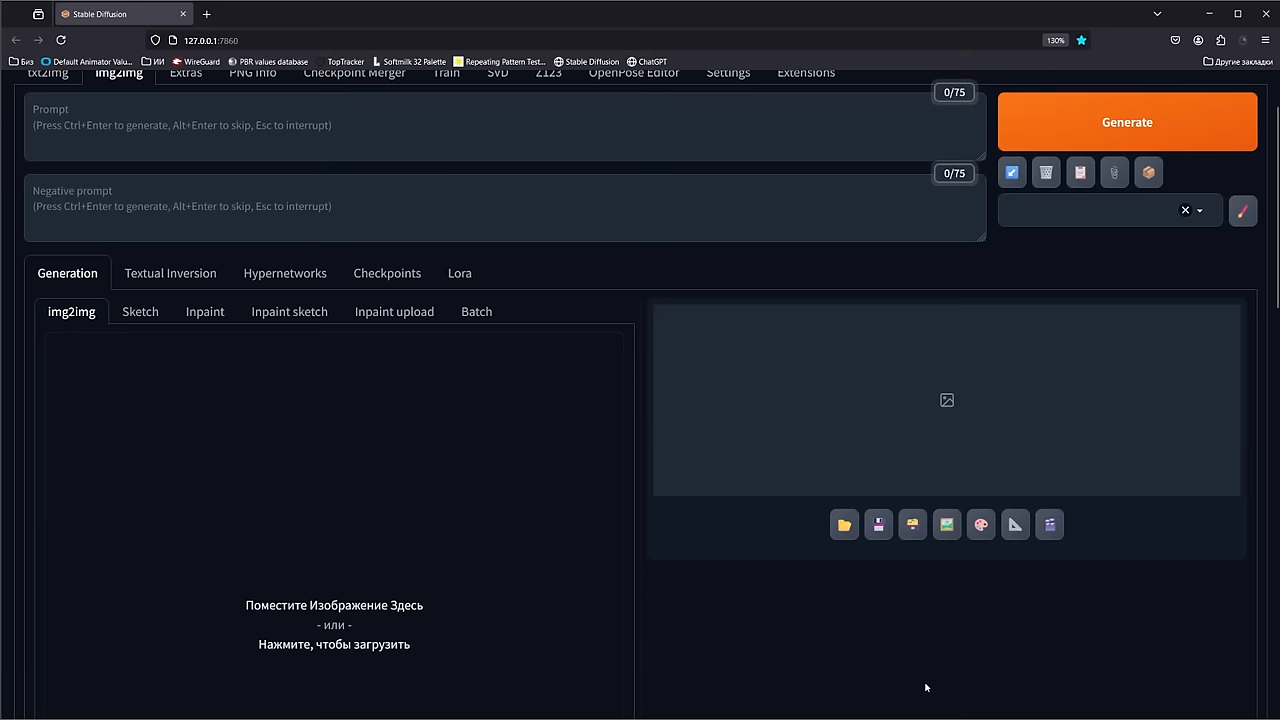 Stable Diffusion
127.0.0.1:7860
130%
Биз
Default Animator Valu...
ИИ
WireGuard
PBR values database
TopTracker
Softmilk 32 Palette
Repeating Pattern Test...
Stable Diffusion
ChatGPT
Другие закладки
txt2img
img2img
Extras
PNG Info
Checkpoint Merger
Train
SVD
Z123
OpenPose Editor
Settings
Extensions
0/75
Prompt
(Press Ctrl+Enter to generate, Alt+Enter to skip, Esc to interrupt)
Generate
0/75
Negative prompt
(Press Ctrl+Enter to generate, Alt+Enter to skip, Esc to interrupt)
Generation
Textual Inversion
Hypernetworks
Checkpoints
Lora
img2img
Sketch
Inpaint
Inpaint sketch
Inpaint upload
Batch
Поместите Изображение Здесь
- или -
Нажмите, чтобы загрузить